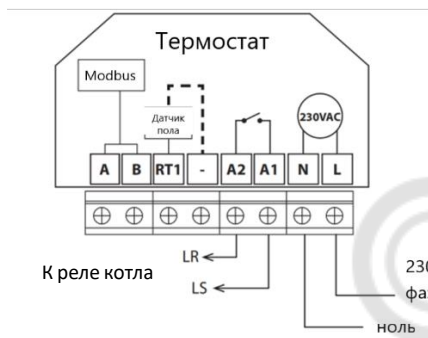 Термостат
Modbus
Датчик
пола
230VAC
A B RT1 - A2 A1 N L
LR
К реле котла
LS
230
фа
ноль